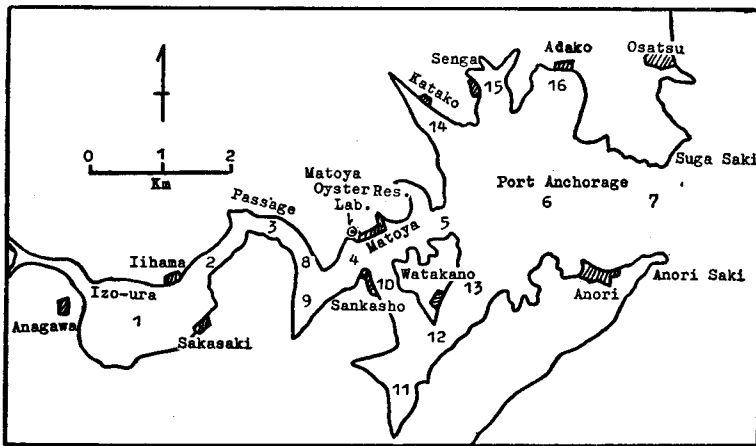 Senga
Adako
Osatsu
Katako
15
16
14
0 1 2
Km
Suga Saki
Matoya
Oyster Res.
Lab.
Port Anchorage
6
7
Passage
3
Matoya
5
Iihama
2
8
4
Watakano
Anori Saki
Izo-ura
9
10
13
Anori
Sankasho
Anagawa
1
Sakasaki
12
11